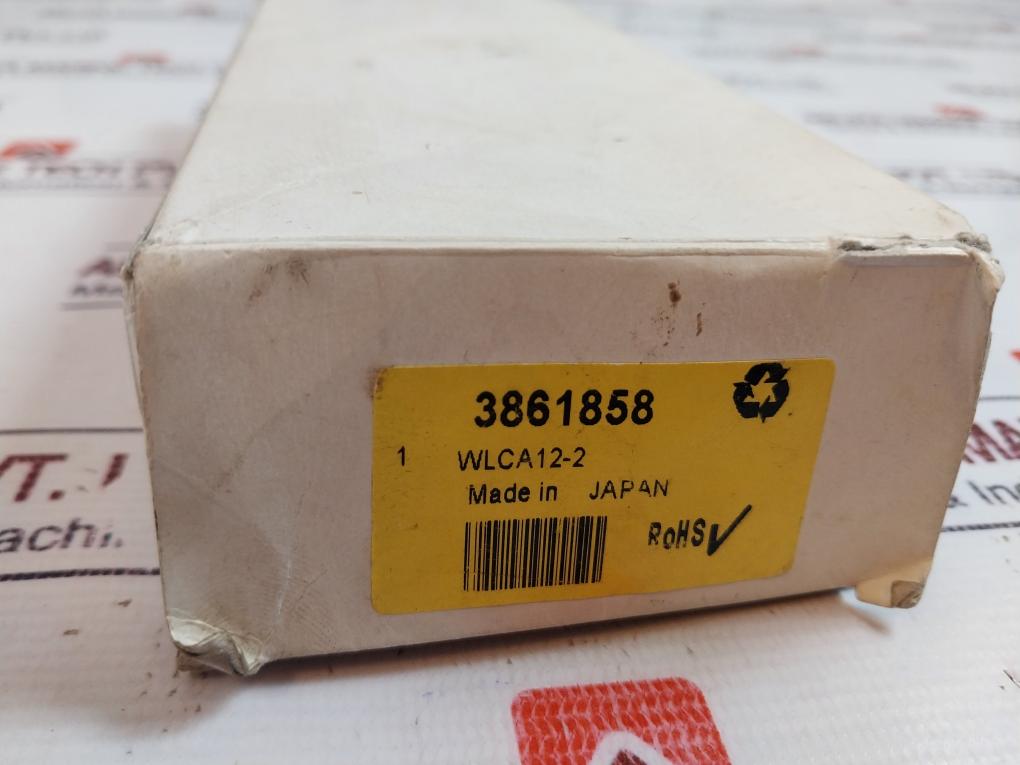 3861858
1 WLCA12-2
Made in JAPAN
RoHS